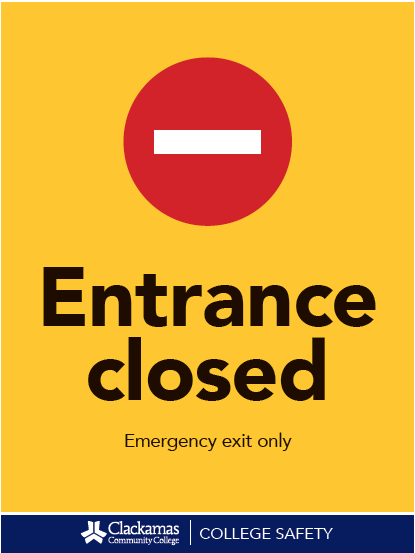 Entrance
closed
Emergency exit only
Clackamas
Community College
COLLEGE SAFETY